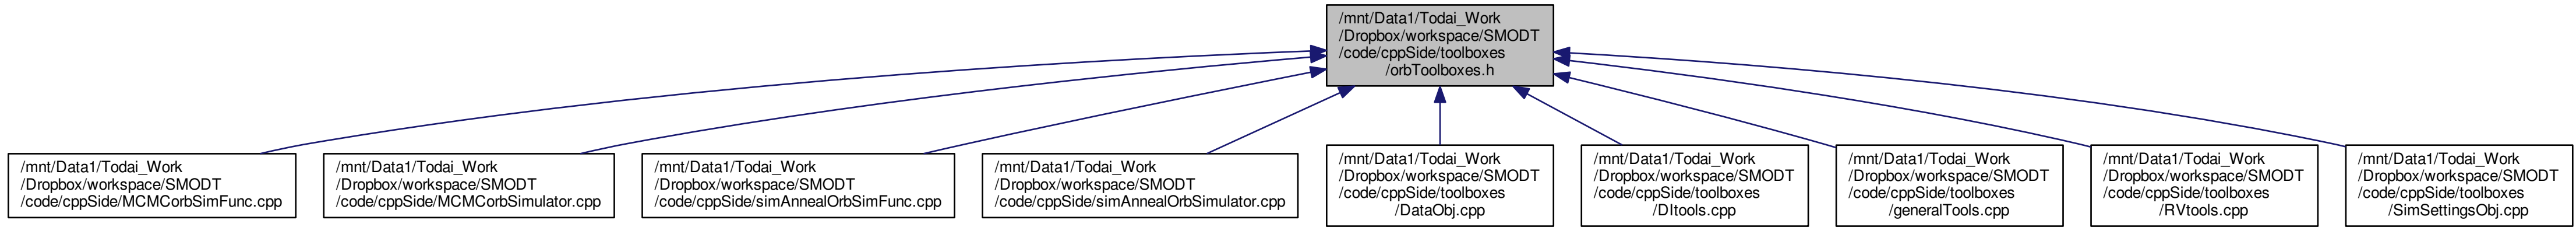 /mnt/Data1/Todai_Work
/Dropbox/workspace/SMODT
/code/cppSide/toolboxes
/orbToolboxes.h
/mnt/Data1/Todai_Work
/Dropbox/workspace/SMODT
/code/cppSide/MCMCorbSimFunc.cpp
/mnt/Data1/Todai_Work
/Dropbox/workspace/SMODT
/code/cppSide/MCMCorbSimulator.cpp
/mnt/Data1/Todai_Work
/Dropbox/workspace/SMODT
/code/cppSide/simAnnealOrbSimFunc.cpp
/mnt/Data1/Todai_Work
/Dropbox/workspace/SMODT
/code/cppSide/simAnnealOrbSimulator.cpp
/mnt/Data1/Todai_Work
/Dropbox/workspace/SMODT
/code/cppSide/toolboxes
/DataObj.cpp
/mnt/Data1/Todai_Work
/Dropbox/workspace/SMODT
/code/cppSide/toolboxes
/DItools.cpp
/mnt/Data1/Todai_Work
/Dropbox/workspace/SMODT
/code/cppSide/toolboxes
/generalTools.cpp
/mnt/Data1/Todai_Work
/Dropbox/workspace/SMODT
/code/cppSide/toolboxes
/RVtools.cpp
/mnt/Data1/Todai_Work
/Dropbox/workspace/SMODT
/code/cppSide/toolboxes
/SimSettingsObj.cpp